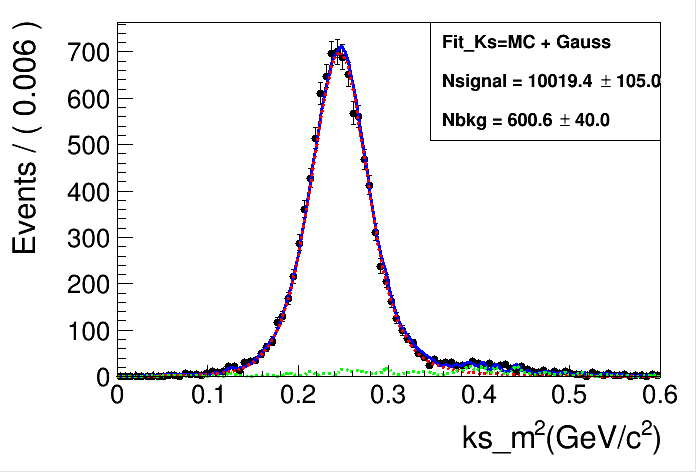 Fit_Ks=MC + Gauss
Nsignal = 10019.4 ± 105.0
Nbkg = 600.6 ± 40.0
Events / ( 0.006 )
700
600
500
400
300
200
100
0
0 0.1 0.2 0.3 0.4 0.5 0.6
ks_m²(GeV/c²)